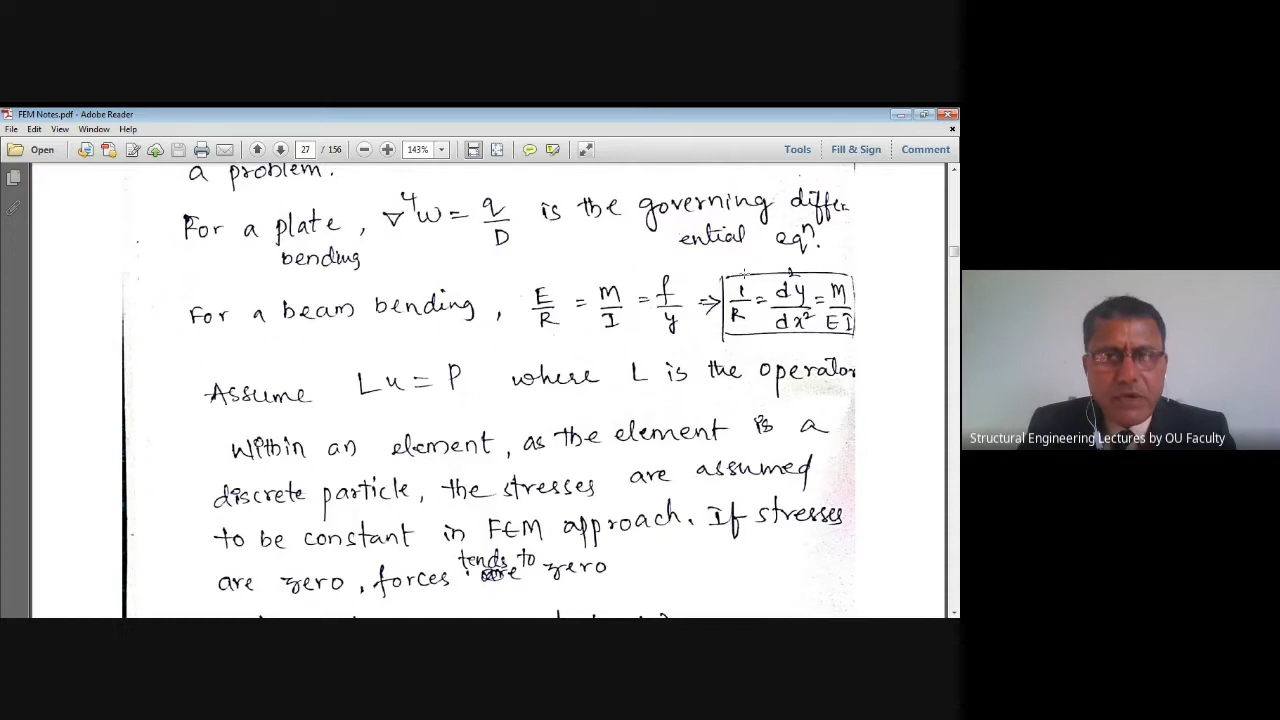 FEM Notes.pdf - Adobe Reader
File Edit View Window Help
Open 27 / 156 143% Tools Fill & Sign Comment
a problem.
For a plate bending, ∇⁴w = q/D is the governing differential eqⁿ.
For a beam bending, E/R = M/I = f/y ⇒ 1/R = d²y/dx² = M/EI
Assume Lu = P where L is the operator
within an element, as the element is a
discrete particle, the stresses are assumed
to be constant in FEM approach. If stresses
are zero, forces tends to zero
Structural Engineering Lectures by OU Faculty